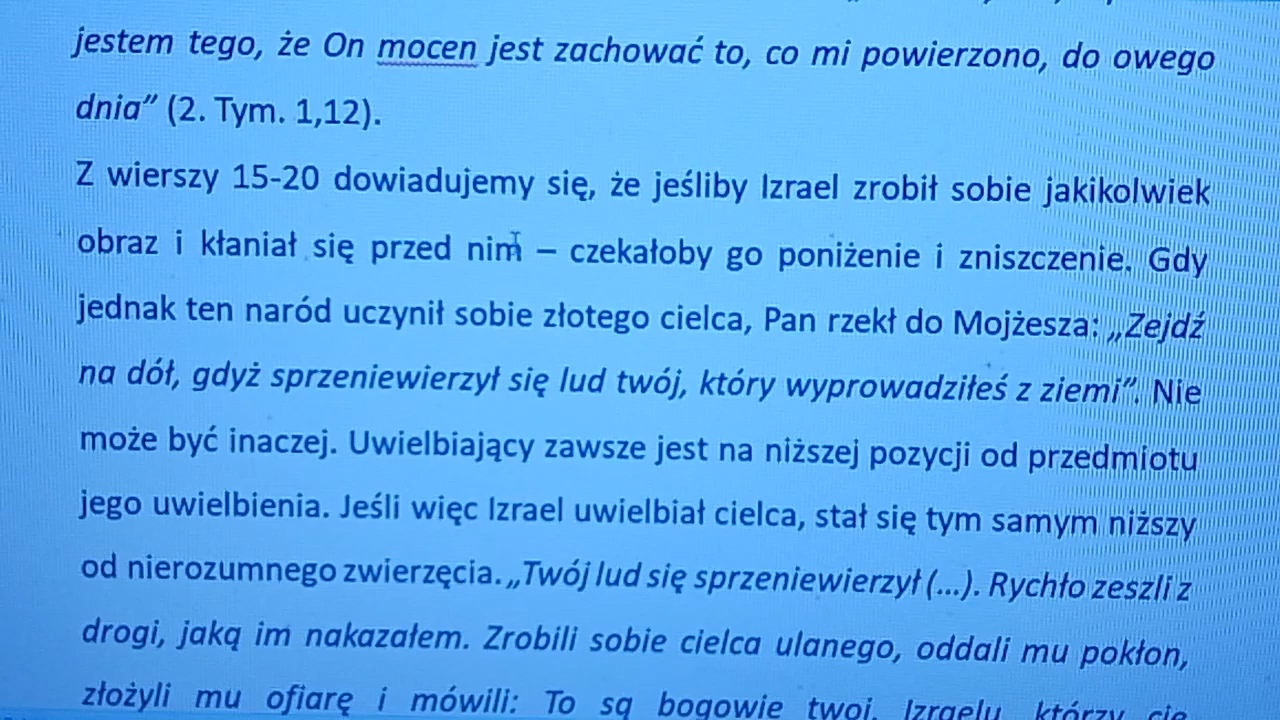 jestem tego, że On mocen jest zachować to, co mi powierzono, do owego
dnia" (2. Tym. 1,12).
Z wierszy 15-20 dowiadujemy się, że jeśliby Izrael zrobił sobie jakikolwiek
obraz i kłaniał się przed nim – czekałoby go poniżenie i zniszczenie. Gdy
jednak ten naród uczynił sobie złotego cielca, Pan rzekł do Mojżesza: „Zejdź
na dół, gdyż sprzeniewierzył się lud twój, który wyprowadziłeś z ziemi". Nie
może być inaczej. Uwielbiający zawsze jest na niższej pozycji od przedmiotu
jego uwielbienia. Jeśli więc Izrael uwielbiał cielca, stał się tym samym niższy
od nierozumnego zwierzęcia. „Twój lud się sprzeniewierzył (...). Rychło zeszli z
drogi, jaką im nakazałem. Zrobili sobie cielca ulanego, oddali mu pokłon,
złożyli mu ofiarę i mówili: To są bogowie twoi, Izraelu, którzy cię